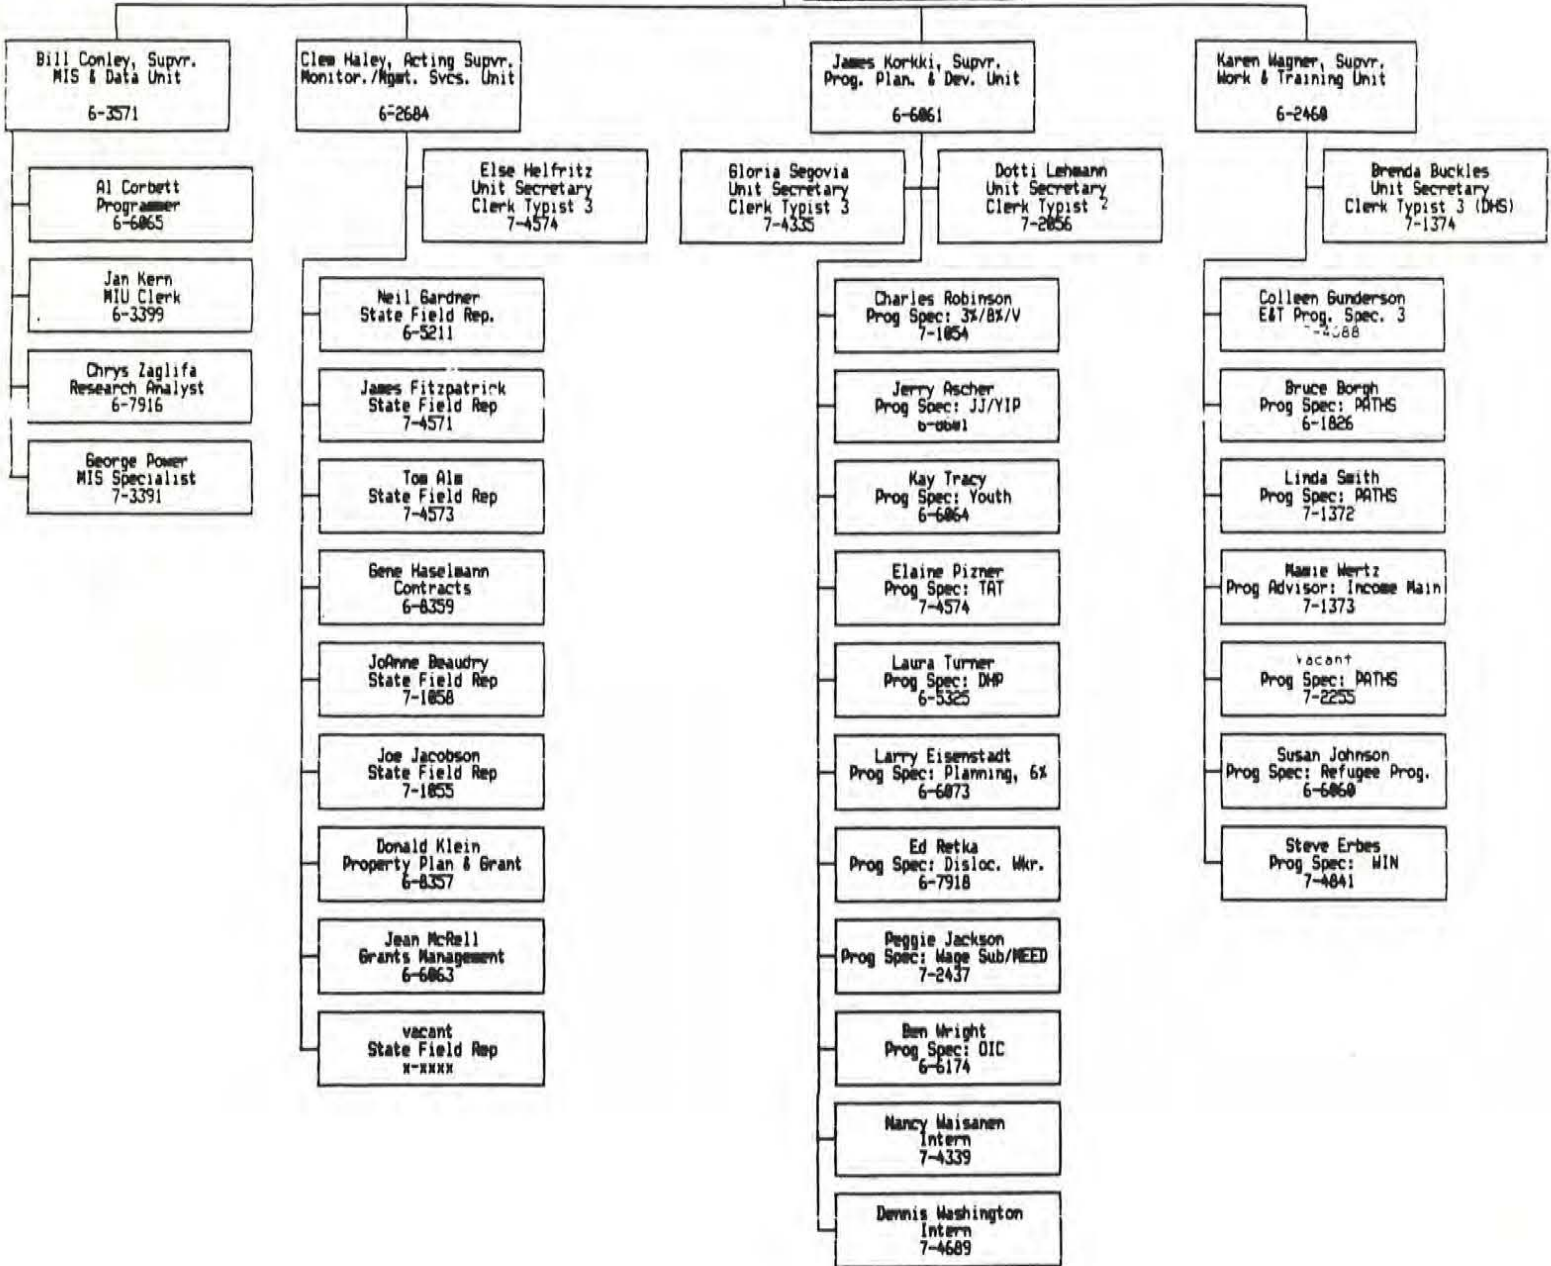 Bill Conley, Supvr.
MIS & Data Unit
6-3571
Al Corbett
Programmer
6-6065
Jan Kern
MIU Clerk
6-3399
Chrys Zaglifa
Research Analyst
6-7916
George Power
MIS Specialist
7-3391
Clem Haley, Acting Supvr.
Monitor./Mgmt. Svcs. Unit
6-2684
Else Helfritz
Unit Secretary
Clerk Typist 3
7-4574
Neil Gardner
State Field Rep.
6-5211
James Fitzpatrick
State Field Rep
7-4571
Tom Alm
State Field Rep
7-4573
Gene Haselmann
Contracts
6-8359
JoAnne Beaudry
State Field Rep
7-1058
Joe Jacobson
State Field Rep
7-1055
Donald Klein
Property Plan & Grant
6-8357
Jean McRell
Grants Management
6-6063
vacant
State Field Rep
x-xxxx
James Korkki, Supvr.
Prog. Plan. & Dev. Unit
6-6061
Gloria Segovia
Unit Secretary
Clerk Typist 3
7-4335
Dotti Lehmann
Unit Secretary
Clerk Typist 2
7-2056
Charles Robinson
Prog Spec: 3%/8%/V
7-1054
Jerry Ascher
Prog Spec: JJ/YIP
Kay Tracy
Prog Spec: Youth
6-6064
Elaine Pizner
Prog Spec: TAT
7-4574
Laura Turner
Prog Spec: DHP
6-5325
Larry Eisenstadt
Prog Spec: Planning, 6%
6-6073
Ed Retka
Prog Spec: Disloc. Wkr.
6-7918
Peggie Jackson
Prog Spec: Wage Sub/MEED
7-2437
Ben Wright
Prog Spec: OIC
6-6174
Nancy Waisanen
Intern
7-4339
Dennis Washington
Intern
7-4689
Karen Wagner, Supvr.
Work & Training Unit
6-2460
Brenda Buckles
Unit Secretary
Clerk Typist 3 (DHS)
7-1374
Colleen Gunderson
E&T Prog. Spec. 3
Bruce Borgh
Prog Spec: PATHS
6-1826
Linda Smith
Prog Spec: PATHS
7-1372
Mamie Wertz
Prog Advisor: Income Main
7-1373
vacant
Prog Spec: PATHS
7-2255
Susan Johnson
Prog Spec: Refugee Prog.
6-6060
Steve Erbes
Prog Spec: WIN
7-4841